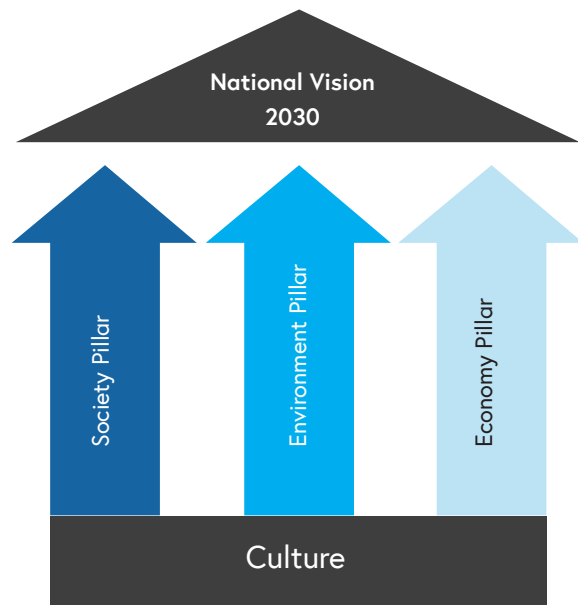 National Vision
2030
Society Pillar
Environment Pillar
Economy Pillar
Culture